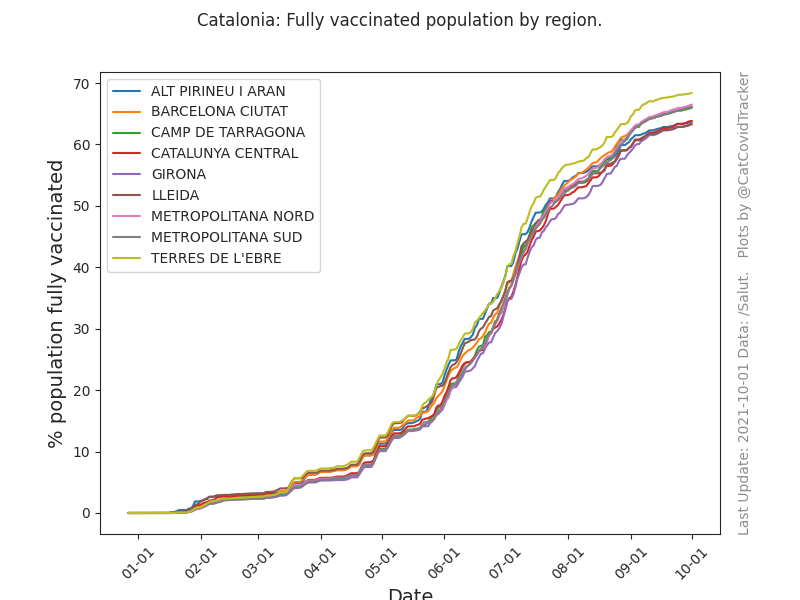 Catalonia: Fully vaccinated population by region.
70
60
50
40
30
20
10
0
% population fully vaccinated
ALT PIRINEU I ARAN
BARCELONA CIUTAT
CAMP DE TARRAGONA
CATALUNYA CENTRAL
GIRONA
LLEIDA
METROPOLITANA NORD
METROPOLITANA SUD
TERRES DE L'EBRE
01-01
02-01
03-01
04-01
05-01
06-01
07-01
08-01
09-01
10-01
Date
Last Update: 2021-10-01 Data: /Salut. Plots by @CatCovidTracker